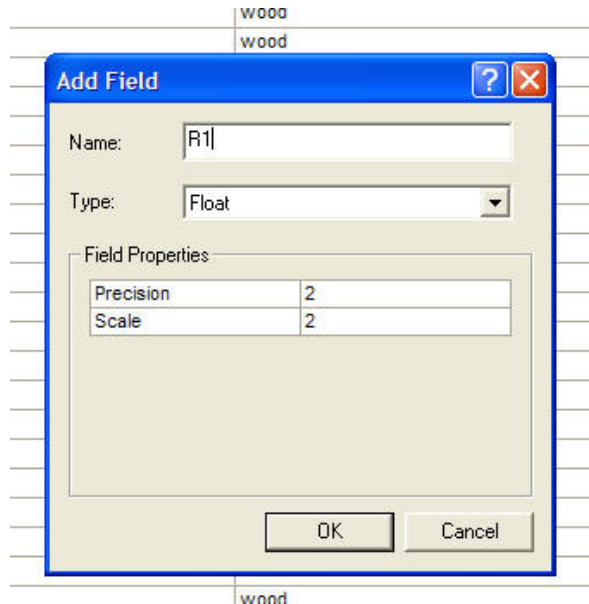 wood
wood
Add Field
Name: R1
Type: Float
Field Properties
Precision 2
Scale 2
OK Cancel
wood